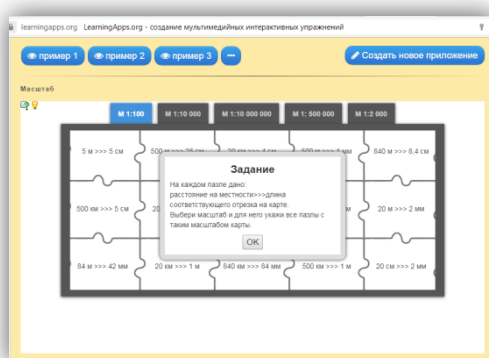 learningapps.org LearningApps.org - создание мультимедийных интерактивных упражнений
пример 1 пример 2 пример 3 ... Создать новое приложение
Масштаб
М 1:100 М 1:10 000 М 1:10 000 000 М 1: 500 000 М 1:2 000
5 м >>> 5 см 840 м >>> 8,4 см
Задание
На каждом пазле дано:
расстояние на местности>>>длина
соответствующего отрезка на карте.
Выбери масштаб и для него укажи все пазлы с
таким масштабом карты.
OK
500 км >>> 5 см 20 м >>> 2 мм
84 м >>> 42 мм 20 км >>> 1 м 840 км >>> 84 мм 500 км >>> 1 м 20 см >>> 2 мм